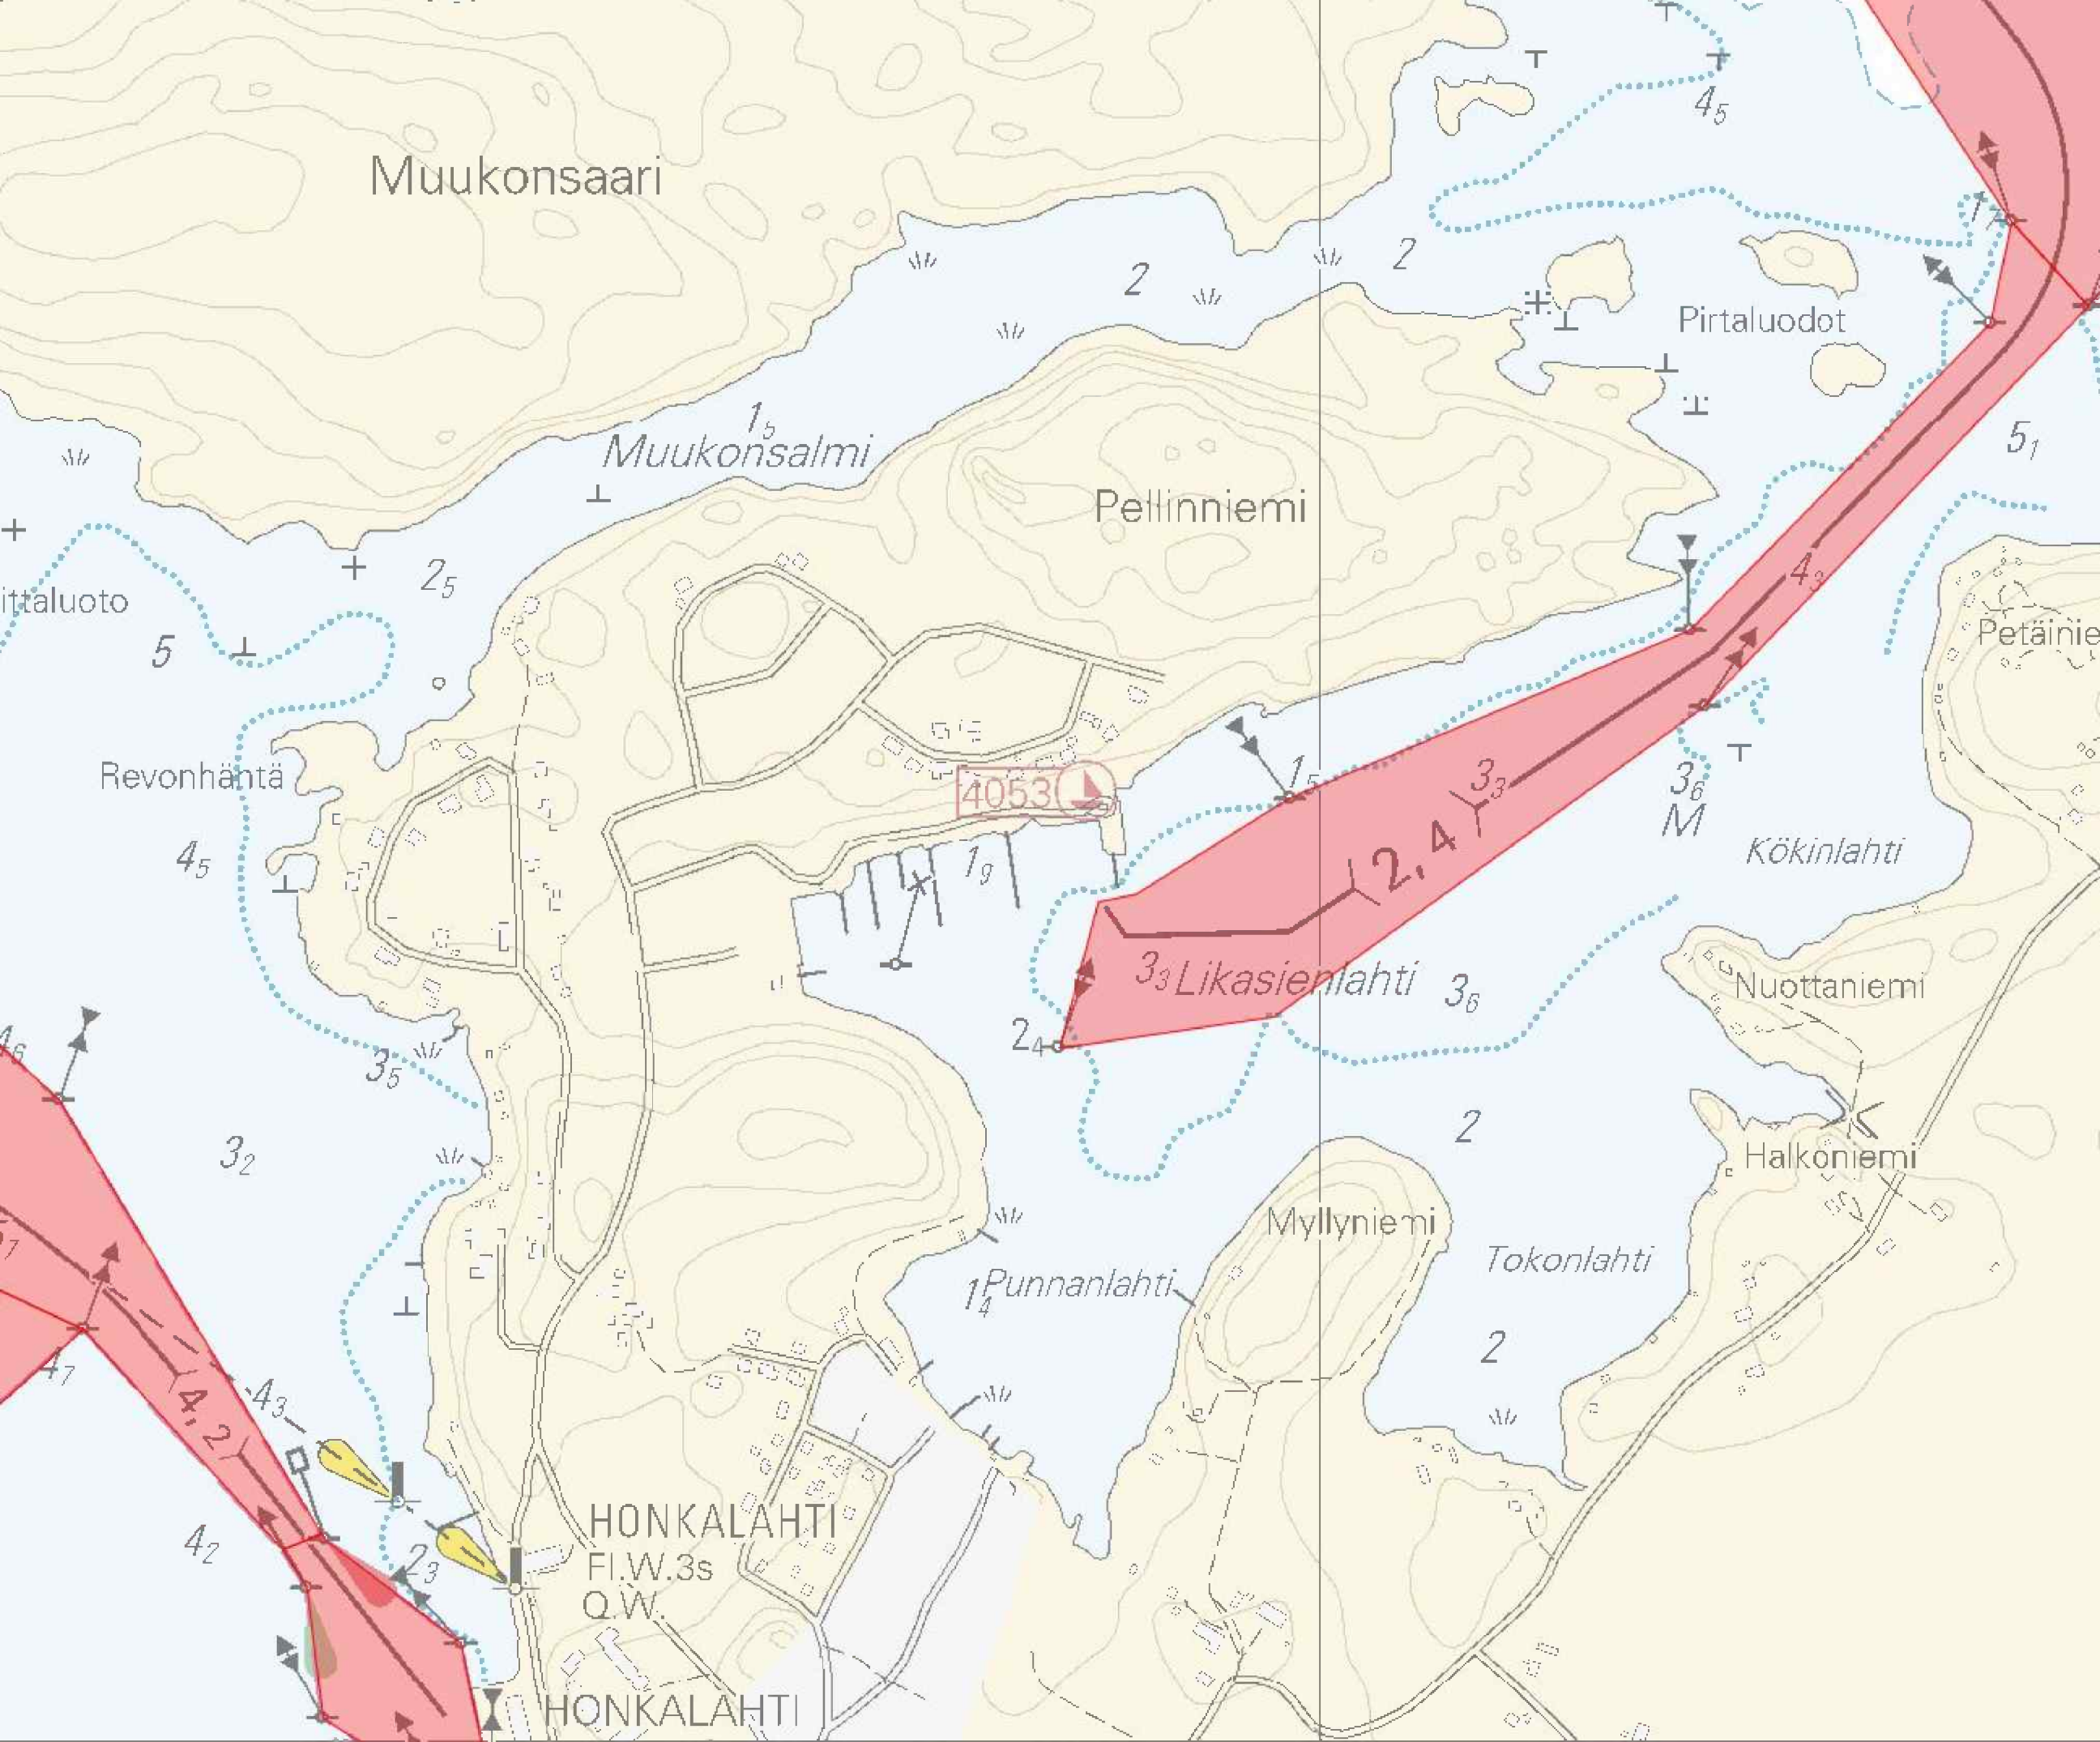 4₅
Muukonsaari
1₇
2
2
Pirtaluodot
1₅
Muukonsalmi
5₁
Pellinniemi
2₅
4₃
ittaluoto
5
Petäinie
Revonhäntä
4053
1₅
3₃
3₆
M
2,4
Kökinlahti
4₅
1₉
3₃
Likasienlahti
3₆
Nuottaniemi
2₄
4₆
3₅
2
3₂
Halkoniemi
Myllyniemi
Tokonlahti
1₄
Punnanlahti
2
4₇
4₃
4,2
HONKALAHTI
Fl.W.3s
Q.W.
4₂
2₃
HONKALAHTI